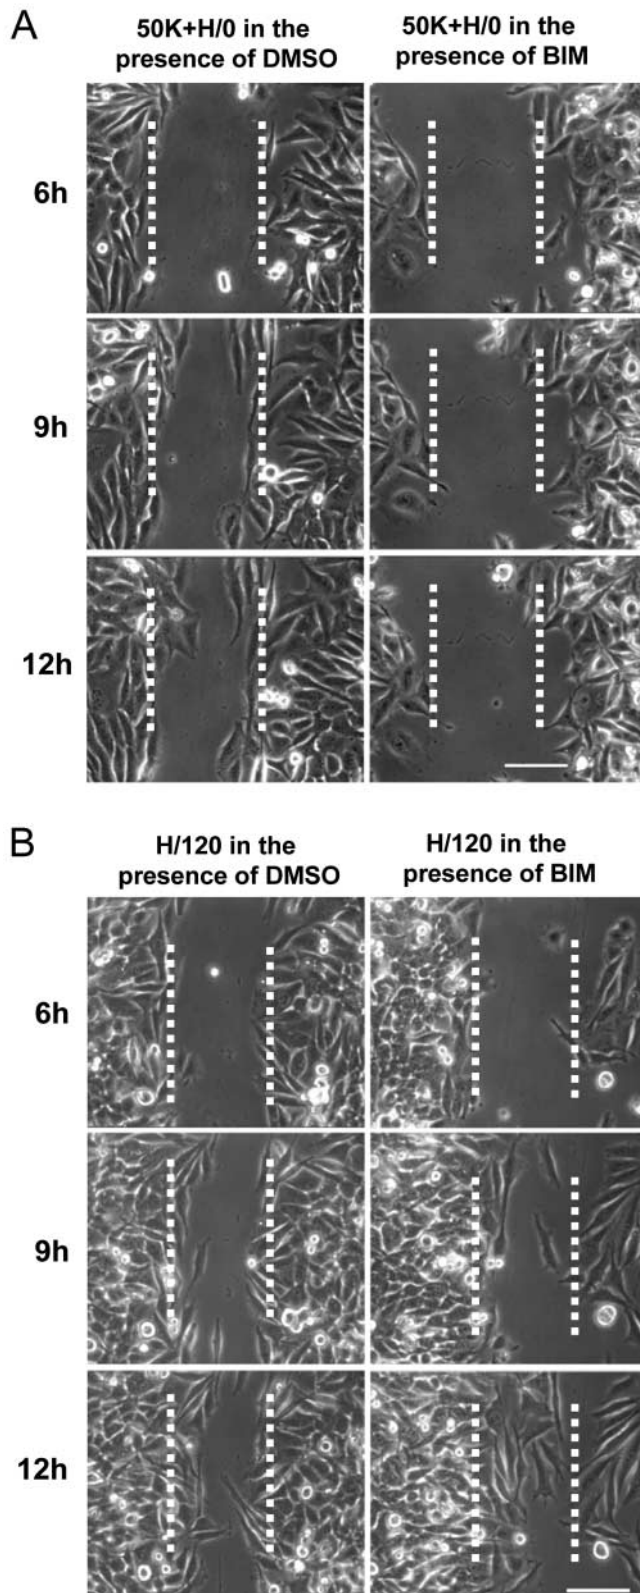 A
50K+H/0 in the
presence of DMSO
50K+H/0 in the
presence of BIM
6h
9h
12h
B
H/120 in the
presence of DMSO
H/120 in the
presence of BIM
6h
9h
12h